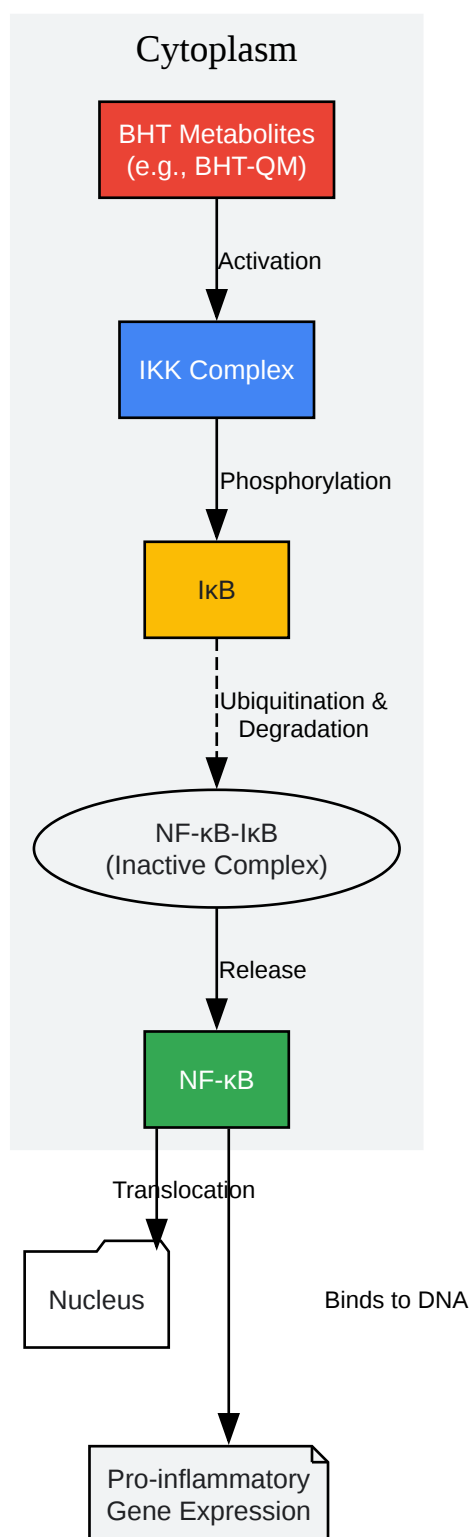 Cytoplasm
BHT Metabolites
(e.g., BHT-QM)
Activation
IKK Complex
Phosphorylation
IκB
Ubiquitination &
Degradation
NF-κB-IκB
(Inactive Complex)
Release
NF-κB
Translocation
Nucleus
Binds to DNA
Pro-inflammatory
Gene Expression